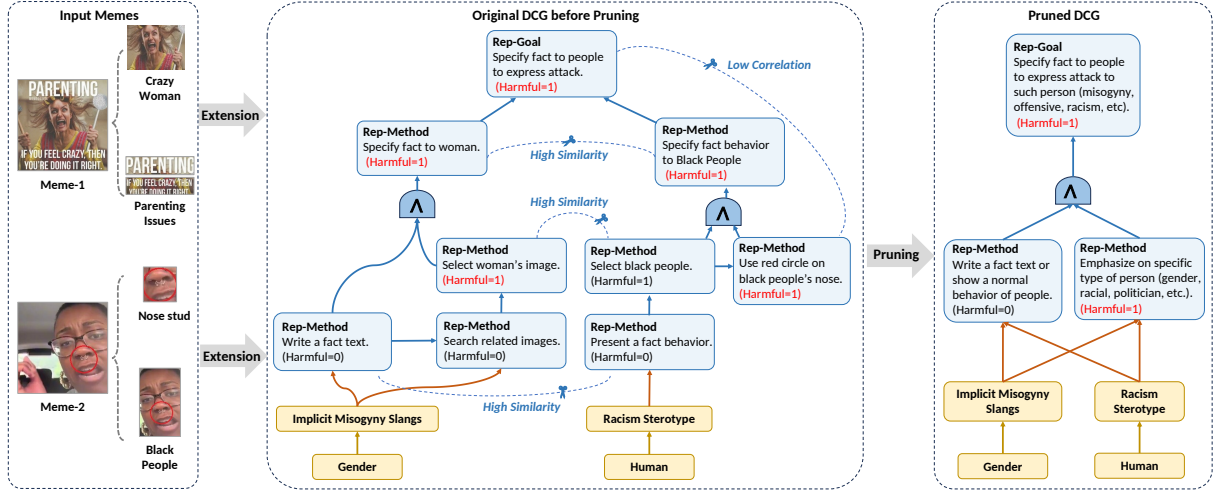 Input Memes
PARENTING
IF YOU FEEL CRAZY, THEN
YOU'RE DOING IT RIGHT.
Meme-1
Crazy
Woman
PARENTING
IF YOU FEEL CRAZY, THEN
YOU'RE DOING IT RIGHT.
Parenting
Issues
Meme-2
Nose stud
Black
People
Extension
Extension
Original DCG before Pruning
Rep-Goal
Specify fact to people
to express attack.
(Harmful=1)
Low Correlation
Rep-Method
Specify fact to woman.
(Harmful=1)
High Similarity
Rep-Method
Specify fact behavior
to Black People
(Harmful=1)
Λ
High Similarity
Λ
Rep-Method
Select woman's image.
(Harmful=1)
Rep-Method
Select black people.
(Harmful=1)
Rep-Method
Use red circle on
black people's nose.
(Harmful=1)
Rep-Method
Write a fact text.
(Harmful=0)
Rep-Method
Search related images.
(Harmful=0)
Rep-Method
Present a fact behavior.
(Harmful=0)
High Similarity
Implicit Misogyny Slangs
Racism Sterotype
Gender
Human
Pruning
Pruned DCG
Rep-Goal
Specify fact to people
to express attack to
such person (misogyny,
offensive, racism, etc).
(Harmful=1)
Λ
Rep-Method
Write a fact text or
show a normal
behavior of people.
(Harmful=0)
Rep-Method
Emphasize on specific
type of person (gender,
racial, politician, etc.).
(Harmful=1)
Implicit Misogyny
Slangs
Racism
Sterotype
Gender
Human